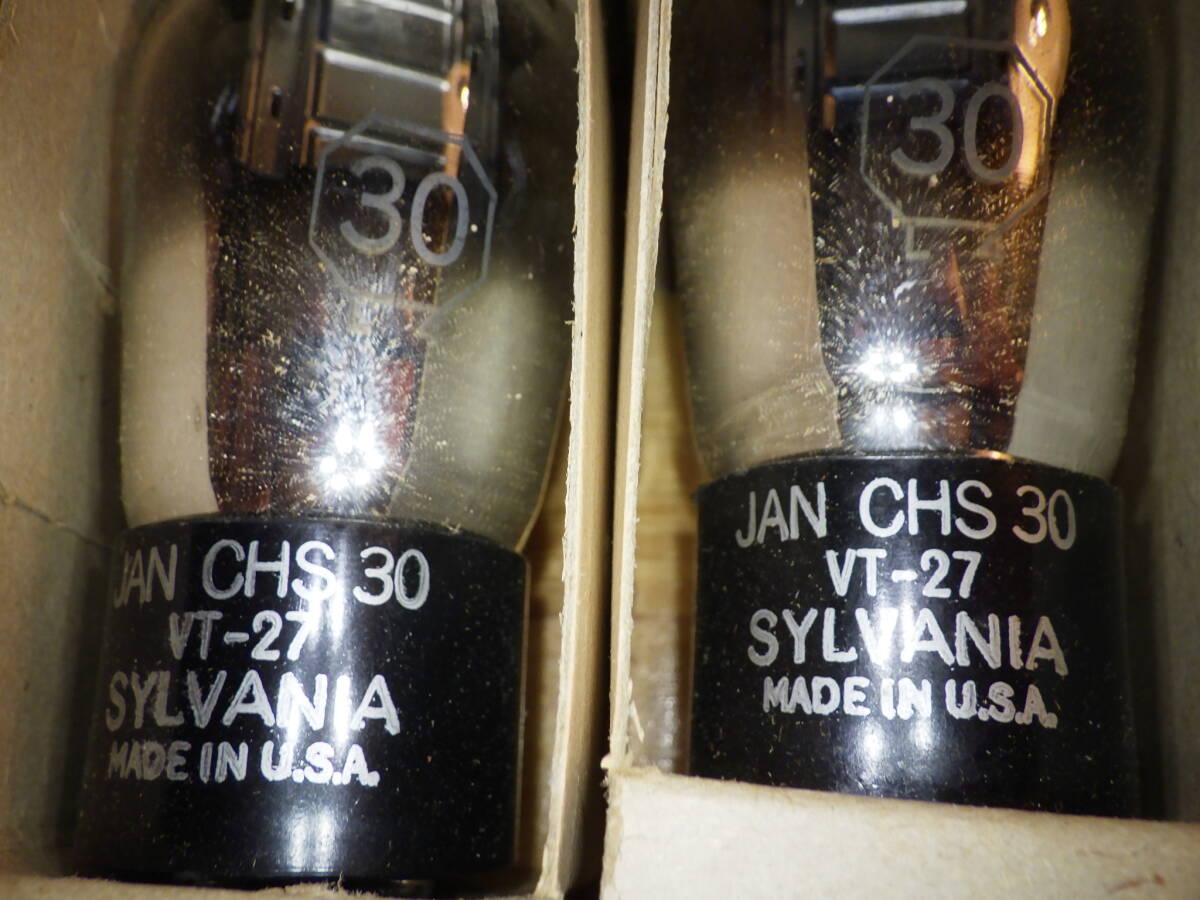 30
JAN CHS 30
VT-27
SYLVANIA
MADE IN U.S.A.
30
JAN CHS 30
VT-27
SYLVANIA
MADE IN U.S.A.